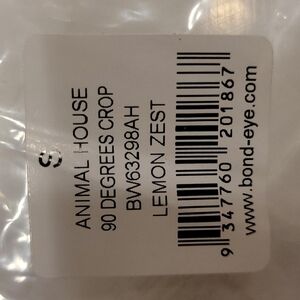 S
ANIMAL HOUSE
90 DEGREES CROP
BW63298AH
LEMON ZEST
9 347760 201867
www.bond-eye.com